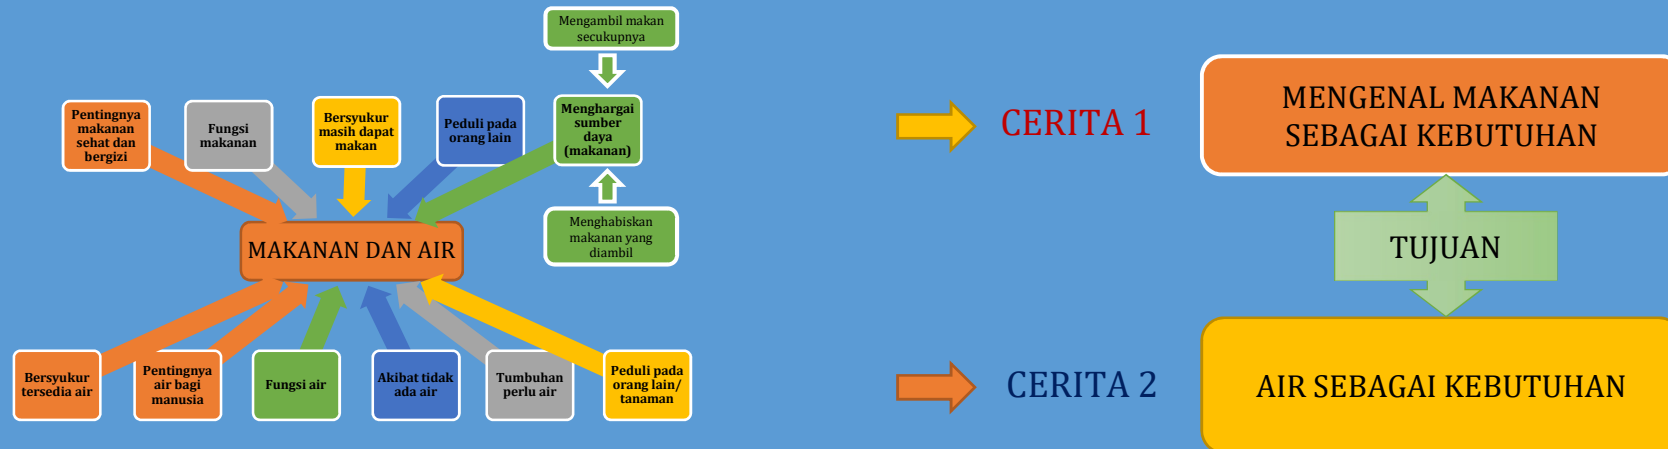 Mengambil makan
secukupnya
Pentingnya
makanan
sehat dan
bergizi
Fungsi
makanan
Bersyukur
masih dapat
makan
Peduli pada
orang lain
Menghargai
sumber
daya
(makanan)
Menghabiskan
makanan yang
diambil
MAKANAN DAN AIR
Bersyukur
tersedia air
Pentingnya
air bagi
manusia
Fungsi air
Akibat tidak
ada air
Tumbuhan
perlu air
Peduli pada
orang lain/
tanaman
CERITA 1
MENGENAL MAKANAN
SEBAGAI KEBUTUHAN
TUJUAN
CERITA 2
AIR SEBAGAI KEBUTUHAN